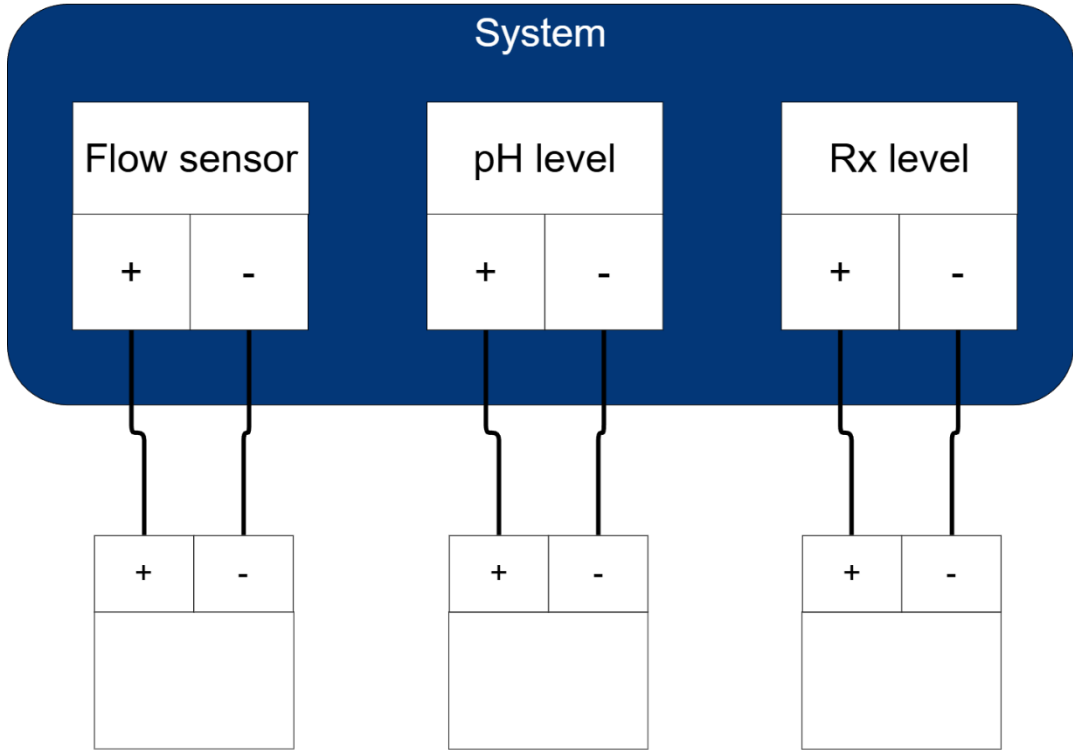 System
Flow sensor pH level Rx level
+ - + - + -
+ - + - + -